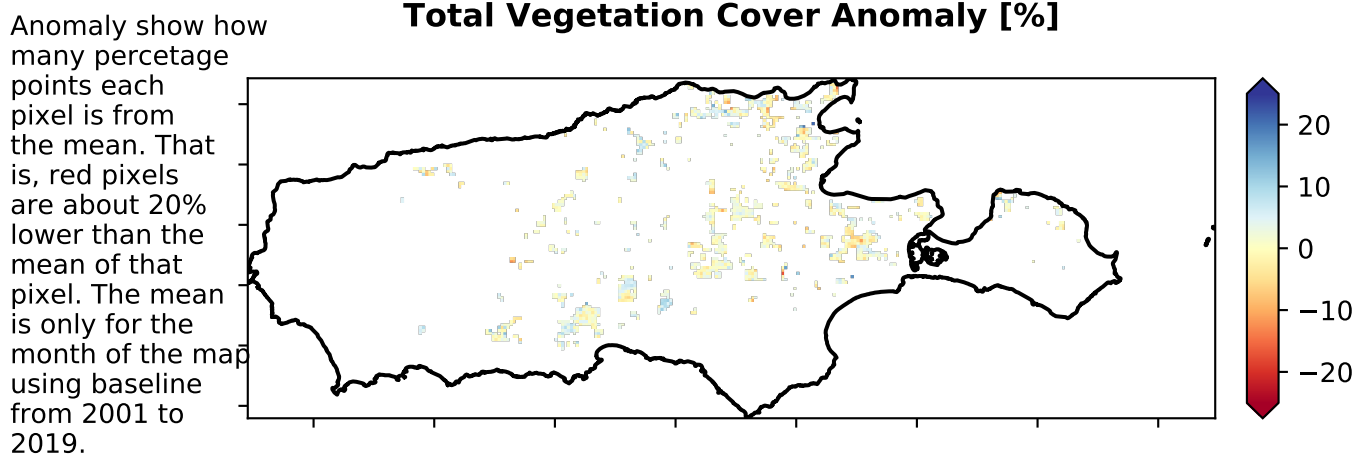 Total Vegetation Cover Anomaly [%]
Anomaly show how
many percetage
points each
pixel is from
the mean. That
is, red pixels
are about 20%
lower than the
mean of that
pixel. The mean
is only for the
month of the map
using baseline
from 2001 to
2019.
20
10
0
−10
−20